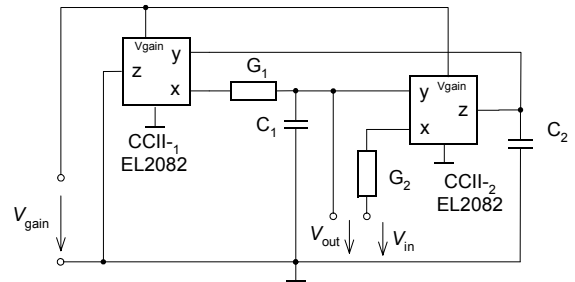 Vgain
y
z
x
G1
CCII-1
EL2082
C1
Vgain
y
x
z
C2
G2
CCII-2
EL2082
Vgain
Vout
Vin